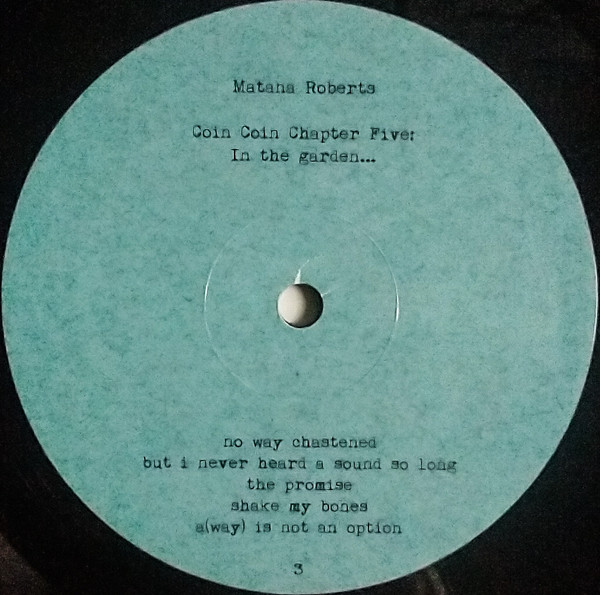 Matana Roberts
Coin Coin Chapter Five:
In the garden...
no way chastened
but i never heard a sound so long
the promise
shake my bones
a(way) is not an option
3